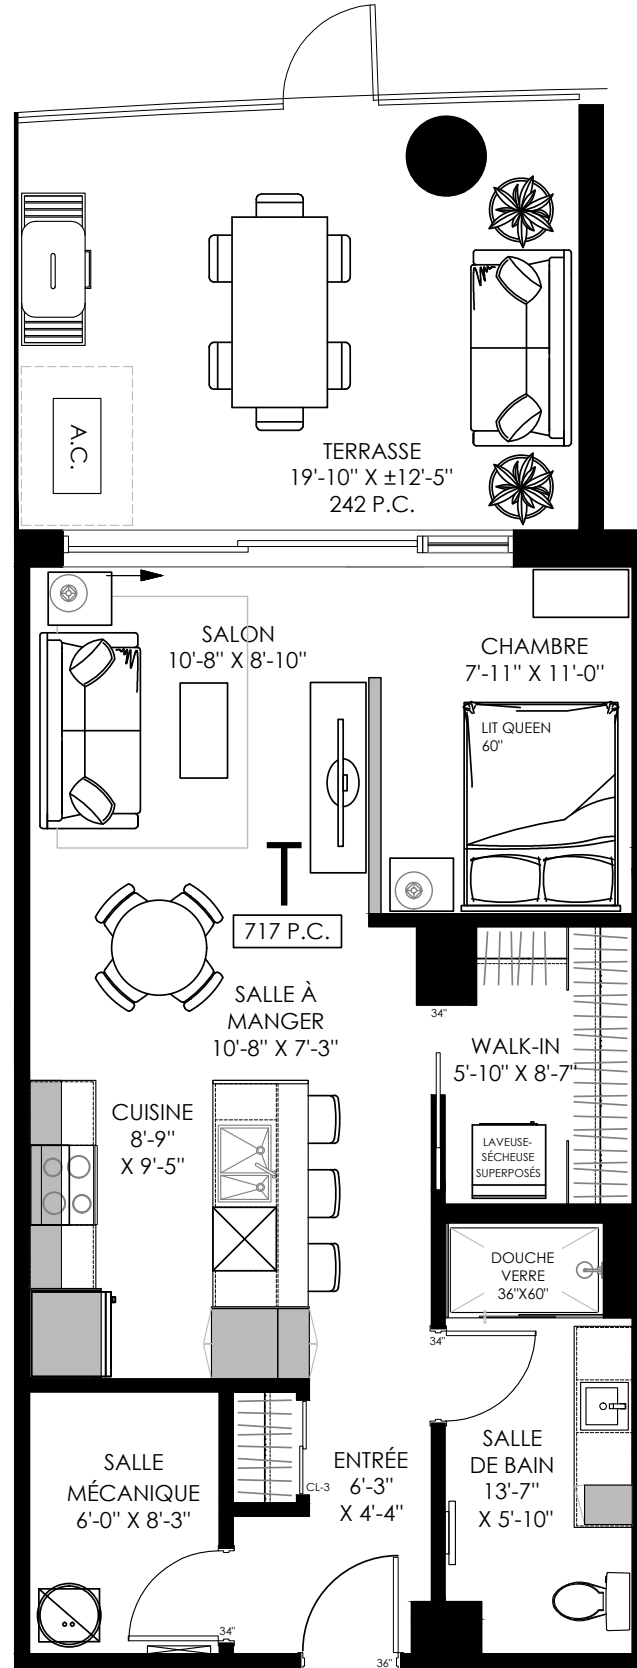 A.C.
TERRASSE
19'-10" X ±12'-5"
242 P.C.
SALON
10'-8" X 8'-10"
CHAMBRE
7'-11" X 11'-0"
LIT QUEEN
60"
717 P.C.
SALLE À
MANGER
10'-8" X 7'-3"
34"
WALK-IN
5'-10" X 8'-7"
CUISINE
8'-9"
X 9'-5"
LAVEUSE-
SÉCHEUSE
SUPERPOSÉS
DOUCHE
VERRE
36"X60"
34"
SALLE
MÉCANIQUE
6'-0" X 8'-3"
CL-3
ENTRÉE
6'-3"
X 4'-4"
SALLE
DE BAIN
13'-7"
X 5'-10"
34"
36"